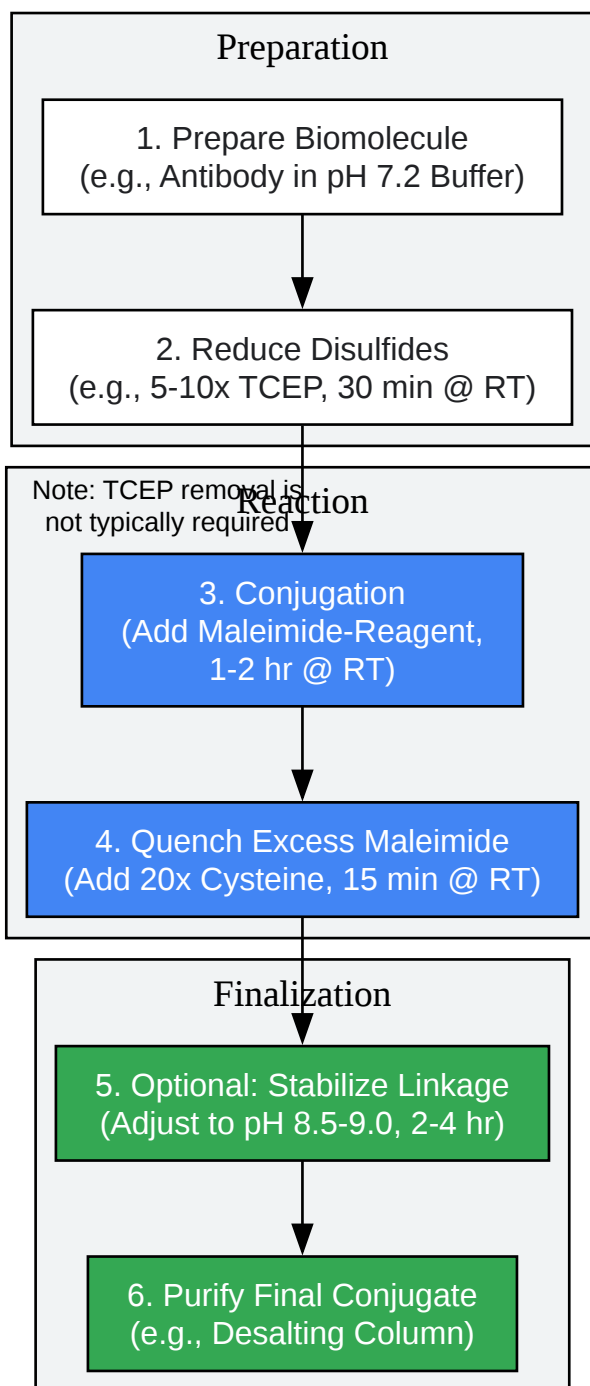 Preparation
1. Prepare Biomolecule
(e.g., Antibody in pH 7.2 Buffer)
2. Reduce Disulfides
(e.g., 5-10x TCEP, 30 min @ RT)
Note: TCEP removal is
not typically required
Reaction
3. Conjugation
(Add Maleimide-Reagent,
1-2 hr @ RT)
4. Quench Excess Maleimide
(Add 20x Cysteine, 15 min @ RT)
Finalization
5. Optional: Stabilize Linkage
(Adjust to pH 8.5-9.0, 2-4 hr)
6. Purify Final Conjugate
(e.g., Desalting Column)